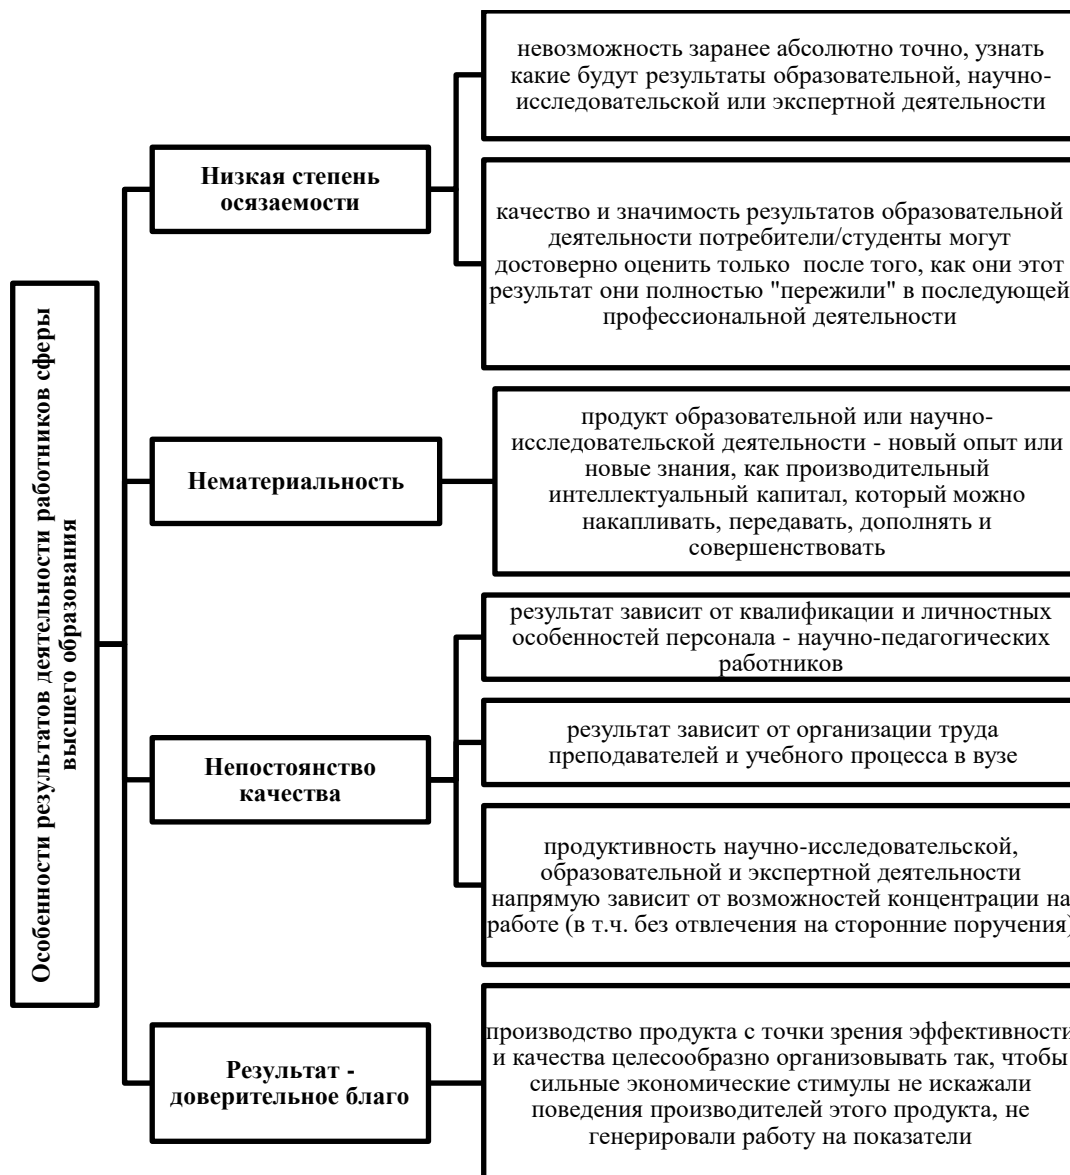 Особенности результатов деятельности работников сферы
высшего образования
Низкая степень
осязаемости
невозможность заранее абсолютно точно, узнать
какие будут результаты образовательной, научно-
исследовательской или экспертной деятельности
качество и значимость результатов образовательной
деятельности потребители/студенты могут
достоверно оценить только  после того, как они этот
результат они полностью "пережили" в последующей
профессиональной деятельности
Нематериальность
продукт образовательной или научно-
исследовательской деятельности - новый опыт или
новые знания, как производительный
интеллектуальный капитал, который можно
накапливать, передавать, дополнять и
совершенствовать
Непостоянство
качества
результат зависит от квалификации и личностных
особенностей персонала - научно-педагогических
работников
результат зависит от организации труда
преподавателей и учебного процесса в вузе
продуктивность научно-исследовательской,
образовательной и экспертной деятельности
напрямую зависит от возможностей концентрации на
работе (в т.ч. без отвлечения на сторонние поручения)
Результат -
доверительное благо
производство продукта с точки зрения эффективности
и качества целесообразно организовывать так, чтобы
сильные экономические стимулы не искажали
поведения производителей этого продукта, не
генерировали работу на показатели